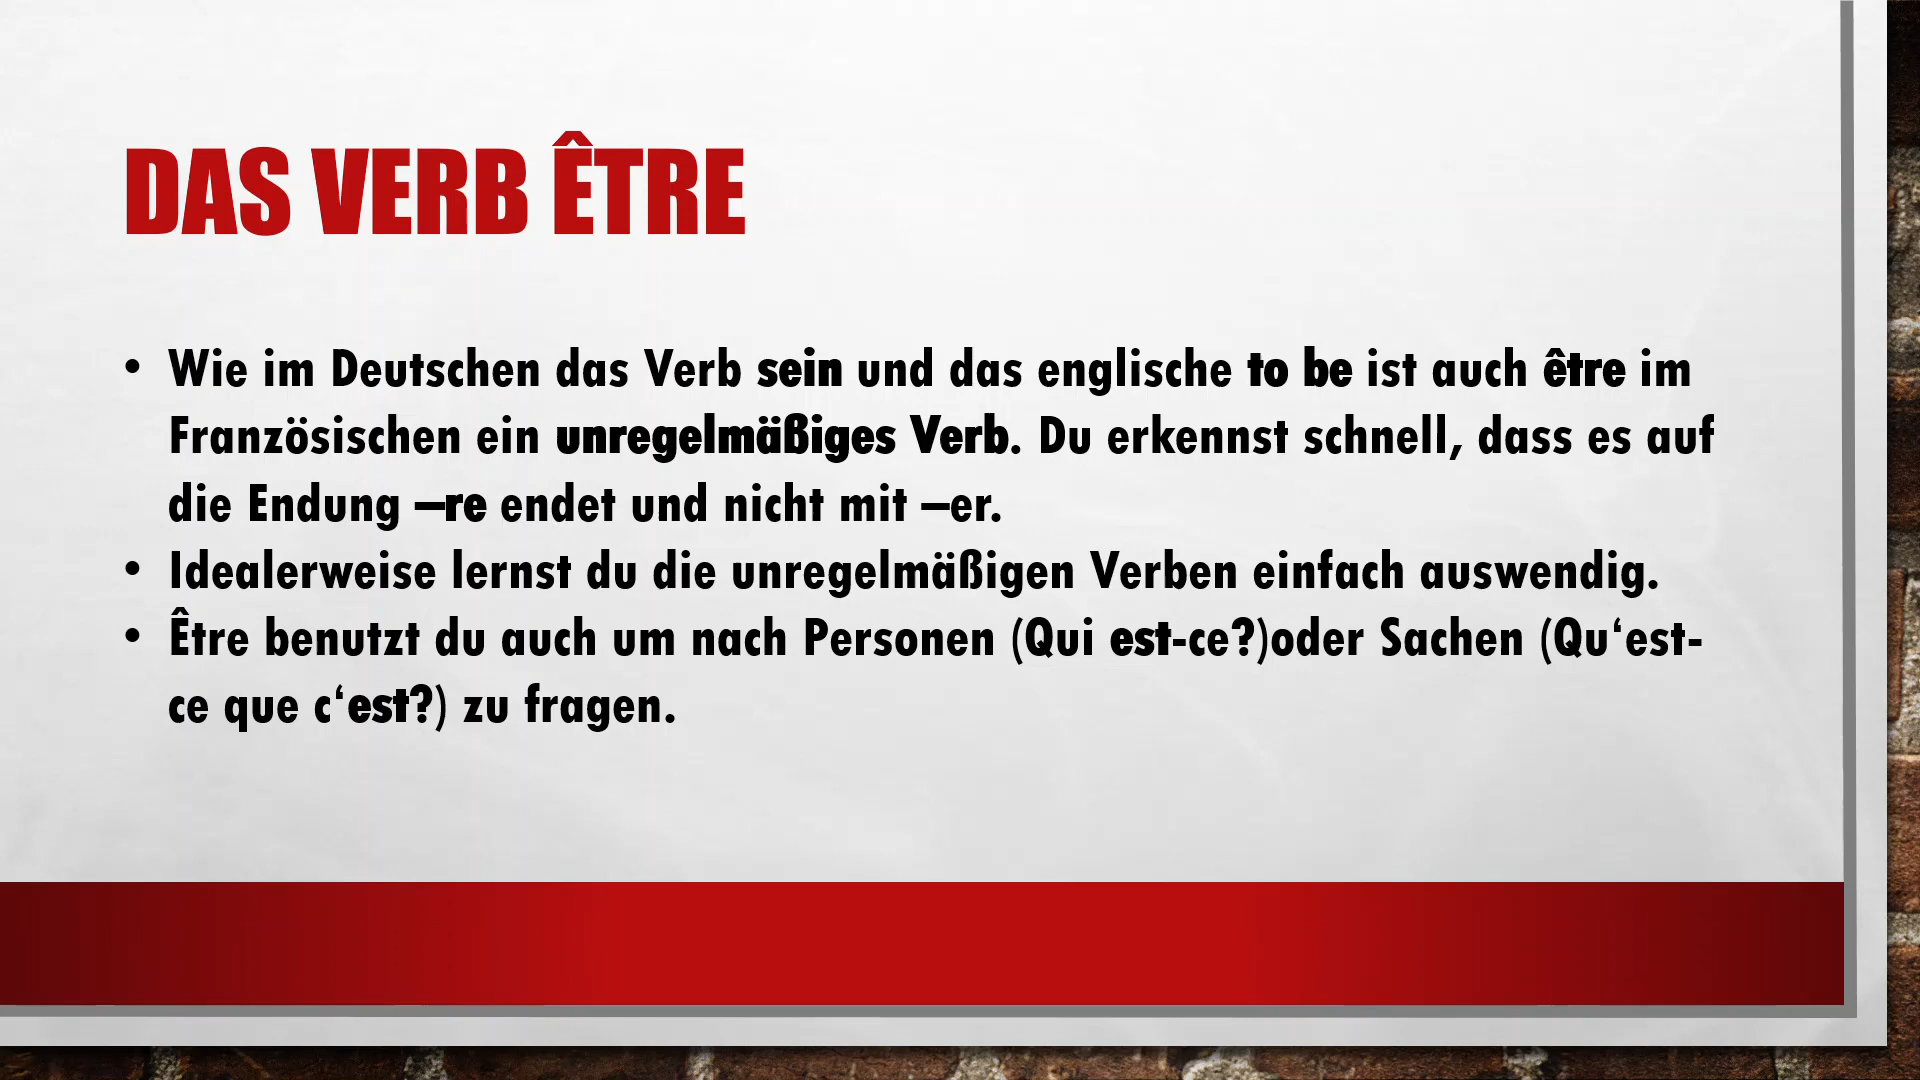 DAS VERB ÊTRE
• Wie im Deutschen das Verb sein und das englische to be ist auch être im
Französischen ein unregelmäßiges Verb. Du erkennst schnell, dass es auf
die Endung –re endet und nicht mit –er.
• Idealerweise lernst du die unregelmäßigen Verben einfach auswendig.
• Être benutzt du auch um nach Personen (Qui est-ce?)oder Sachen (Qu‘est-
ce que c‘est?) zu fragen.